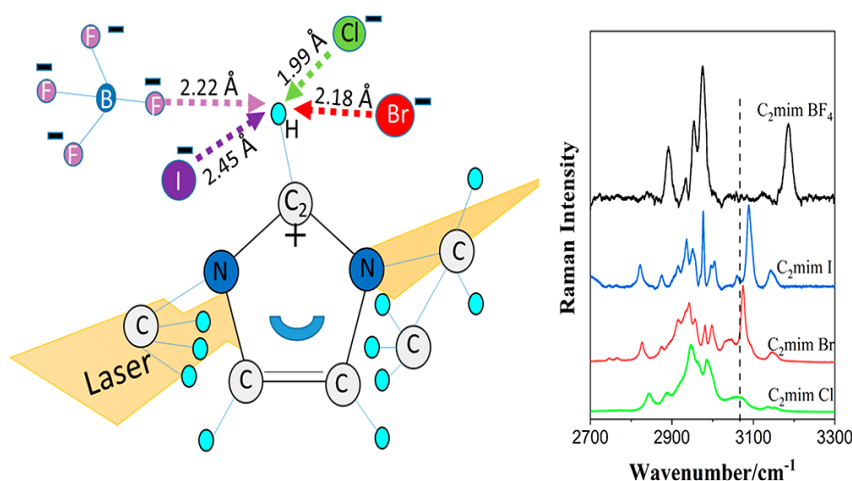 F
F B F
F
2.22 Å
Cl
1.99 Å
2.18 Å
Br
H
I
2.45 Å
C2
+
N N
C
C
C
C C
Laser
Raman Intensity
C2mim BF4
C2mim I
C2mim Br
C2mim Cl
2700 2900 3100 3300
Wavenumber/cm-1